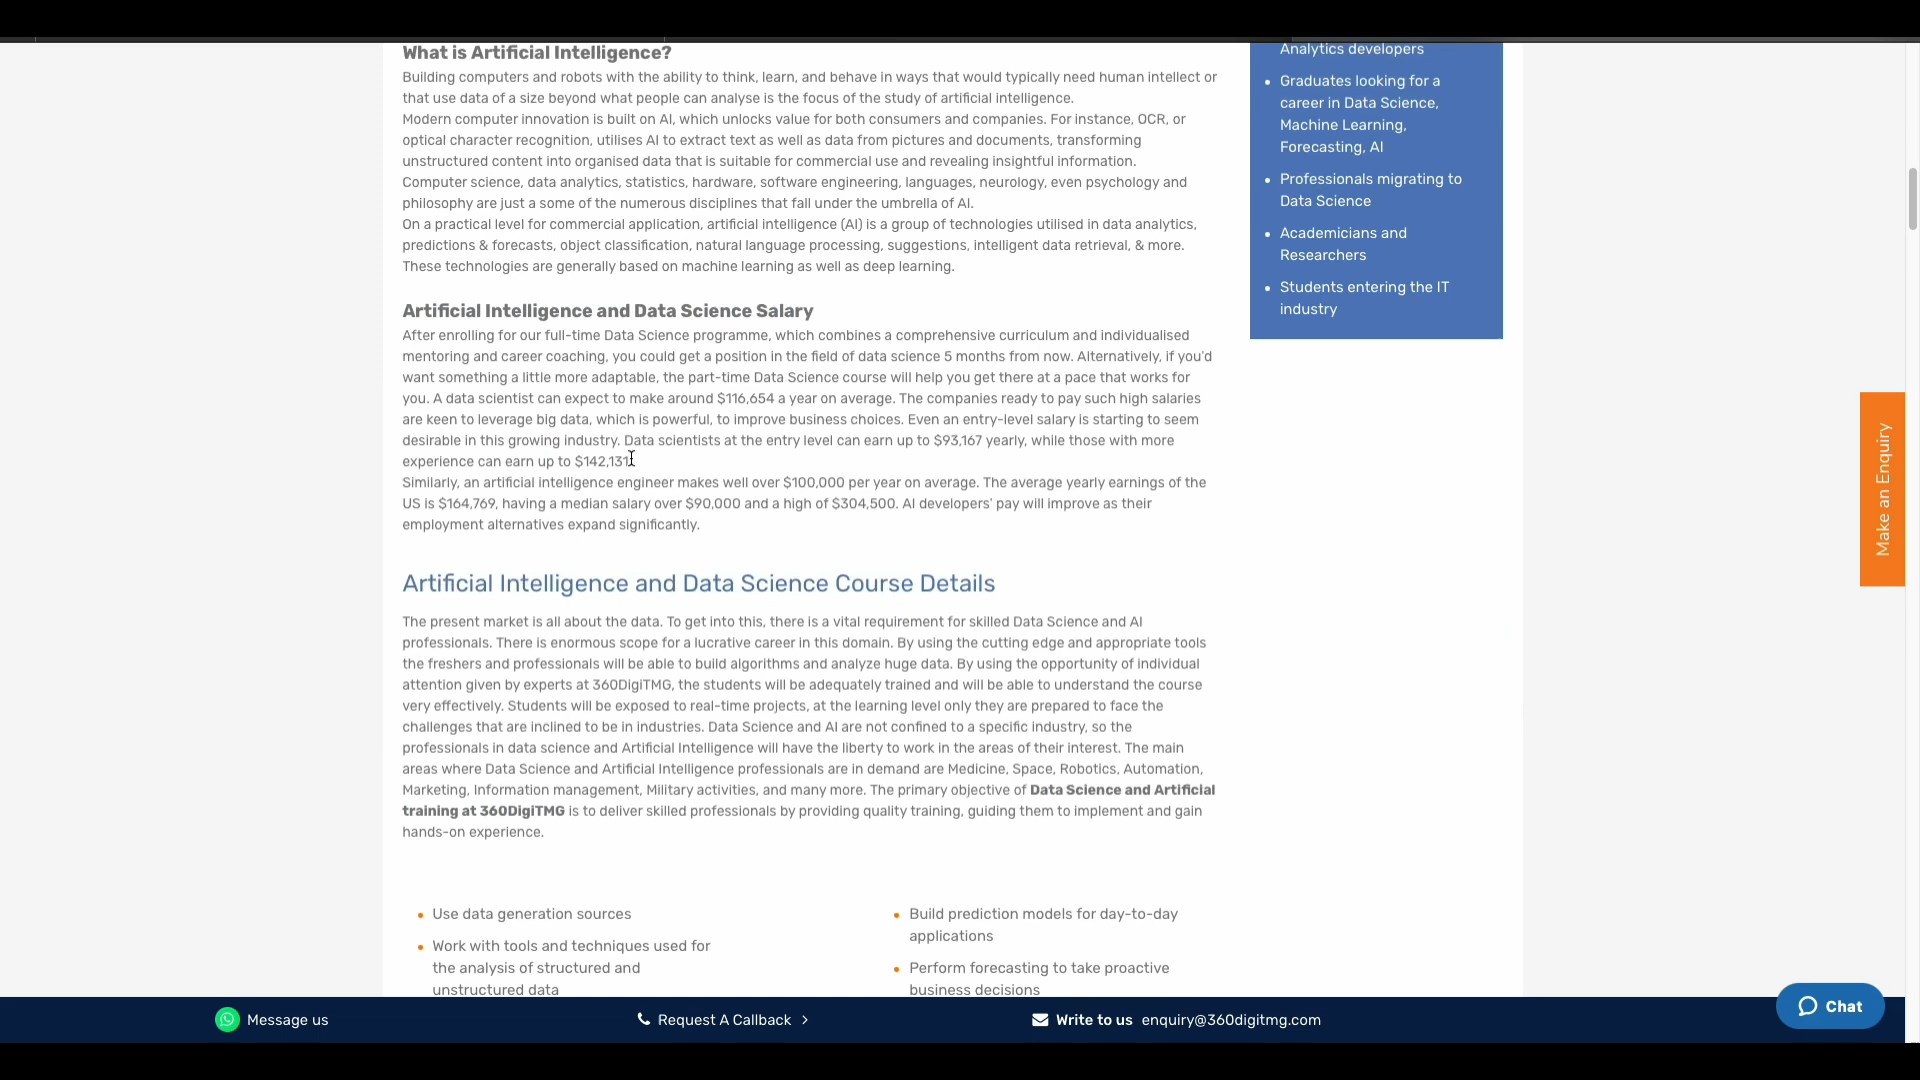 What is Artificial Intelligence?
Building computers and robots with the ability to think, learn, and behave in ways that would typically need human intellect or
that use data of a size beyond what people can analyse is the focus of the study of artificial intelligence.
Modern computer innovation is built on AI, which unlocks value for both consumers and companies. For instance, OCR, or
optical character recognition, utilises AI to extract text as well as data from pictures and documents, transforming
unstructured content into organised data that is suitable for commercial use and revealing insightful information.
Computer science, data analytics, statistics, hardware, software engineering, languages, neurology, even psychology and
philosophy are just a some of the numerous disciplines that fall under the umbrella of AI.
On a practical level for commercial application, artificial intelligence (AI) is a group of technologies utilised in data analytics,
predictions & forecasts, object classification, natural language processing, suggestions, intelligent data retrieval, & more.
These technologies are generally based on machine learning as well as deep learning.
Artificial Intelligence and Data Science Salary
After enrolling for our full-time Data Science programme, which combines a comprehensive curriculum and individualised
mentoring and career coaching, you could get a position in the field of data science 5 months from now. Alternatively, if you'd
want something a little more adaptable, the part-time Data Science course will help you get there at a pace that works for
you. A data scientist can expect to make around $116,654 a year on average. The companies ready to pay such high salaries
are keen to leverage big data, which is powerful, to improve business choices. Even an entry-level salary is starting to seem
desirable in this growing industry. Data scientists at the entry level can earn up to $93,167 yearly, while those with more
experience can earn up to $142,131.
Similarly, an artificial intelligence engineer makes well over $100,000 per year on average. The average yearly earnings of the
US is $164,769, having a median salary over $90,000 and a high of $304,500. AI developers' pay will improve as their
employment alternatives expand significantly.
Artificial Intelligence and Data Science Course Details
The present market is all about the data. To get into this, there is a vital requirement for skilled Data Science and AI
professionals. There is enormous scope for a lucrative career in this domain. By using the cutting edge and appropriate tools
the freshers and professionals will be able to build algorithms and analyze huge data. By using the opportunity of individual
attention given by experts at 360DigiTMG, the students will be adequately trained and will be able to understand the course
very effectively. Students will be exposed to real-time projects, at the learning level only they are prepared to face the
challenges that are inclined to be in industries. Data Science and AI are not confined to a specific industry, so the
professionals in data science and Artificial Intelligence will have the liberty to work in the areas of their interest. The main
areas where Data Science and Artificial Intelligence professionals are in demand are Medicine, Space, Robotics, Automation,
Marketing, Information management, Military activities, and many more. The primary objective of Data Science and Artificial
training at 360DigiTMG is to deliver skilled professionals by providing quality training, guiding them to implement and gain
hands-on experience.
• Use data generation sources
• Work with tools and techniques used for
the analysis of structured and
unstructured data
• Build prediction models for day-to-day
applications
• Perform forecasting to take proactive
business decisions
Analytics developers
• Graduates looking for a
career in Data Science,
Machine Learning,
Forecasting, AI
• Professionals migrating to
Data Science
• Academicians and
Researchers
• Students entering the IT
industry
Make an Enquiry
Message us
Request A Callback
Write to us enquiry@360digitmg.com
Chat